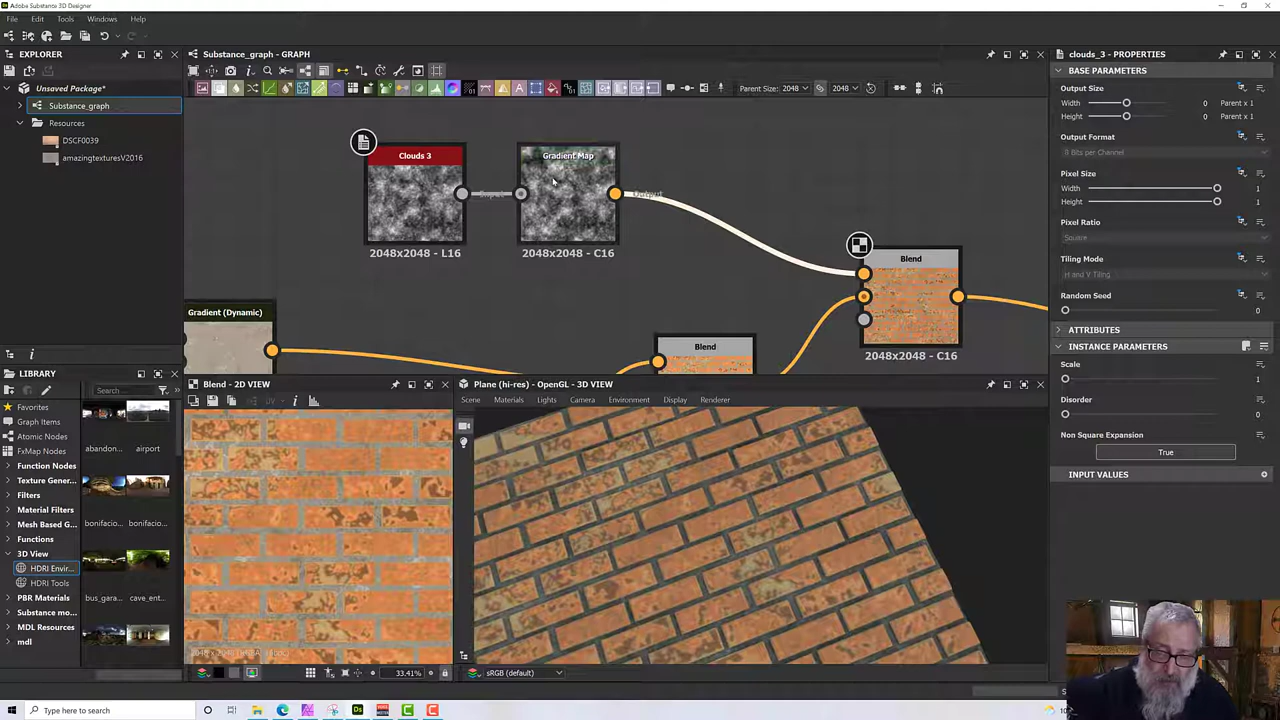 Adobe Substance 3D Designer
File Edit Tools Windows Help
EXPLORER
Unsaved Package*
Substance_graph
Resources
DSCF0039
amazingtexturesV2016
LIBRARY
Search...
Favorites
Graph Items
Atomic Nodes
FxMap Nodes
Function Nodes
Texture Gener...
Filters
Material Filters
Mesh Based G...
Functions
3D View
HDRI Envir...
HDRI Tools
PBR Materials
Substance mo...
MDL Resources
mdl
abandon... airport
bonifacio... bonifacio...
bus_gara... cave_ent...
Substance_graph - GRAPH
Parent Size: 2048 2048
Clouds 3
2048x2048 - L16
Input
Gradient Map
Output
2048x2048 - C16
Blend
2048x2048 - C16
Gradient (Dynamic)
Blend
Blend - 2D VIEW
UV
33.41%
Plane (hi-res) - OpenGL - 3D VIEW
Scene Materials Lights Camera Environment Display Renderer
sRGB (default)
clouds_3 - PROPERTIES
BASE PARAMETERS
Output Size
Width 0 Parent x 1
Height 0 Parent x 1
Output Format
8 Bits per Channel
Pixel Size
Width 1
Height 1
Pixel Ratio
Square
Tiling Mode
H and V Tiling
Random Seed
0
ATTRIBUTES
INSTANCE PARAMETERS
Scale
1
Disorder
0
Non Square Expansion
True
INPUT VALUES
Type here to search